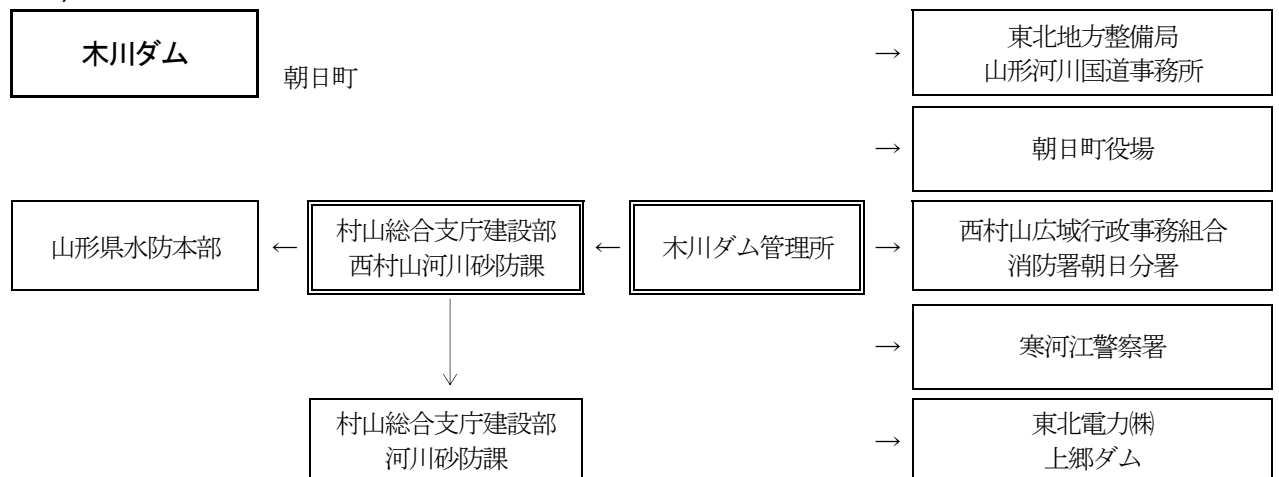 木川ダム
朝日町
→
東北地方整備局
山形河川国道事務所
→
朝日町役場
山形県水防本部
←
村山総合支庁建設部
西村山河川砂防課
←
木川ダム管理所
→
西村山広域行政事務組合
消防署朝日分署
→
寒河江警察署
村山総合支庁建設部
河川砂防課
→
東北電力㈱
上郷ダム